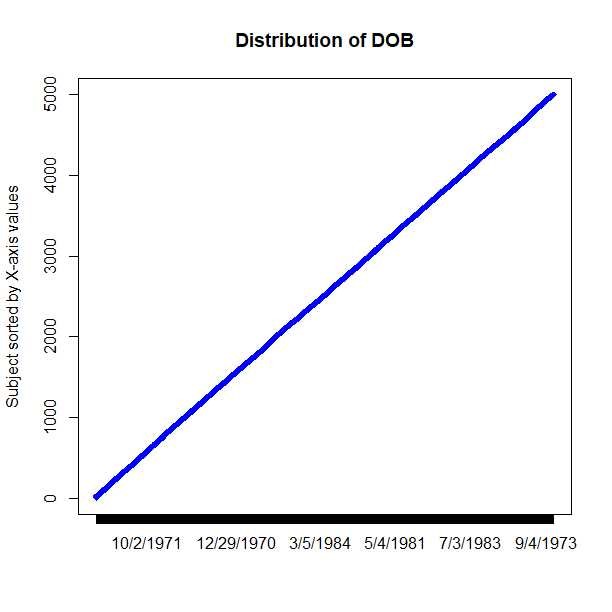 Distribution of DOB
Subject sorted by X-axis values
5000
4000
3000
2000
1000
0
10/2/1971 12/29/1970 3/5/1984 5/4/1981 7/3/1983 9/4/1973